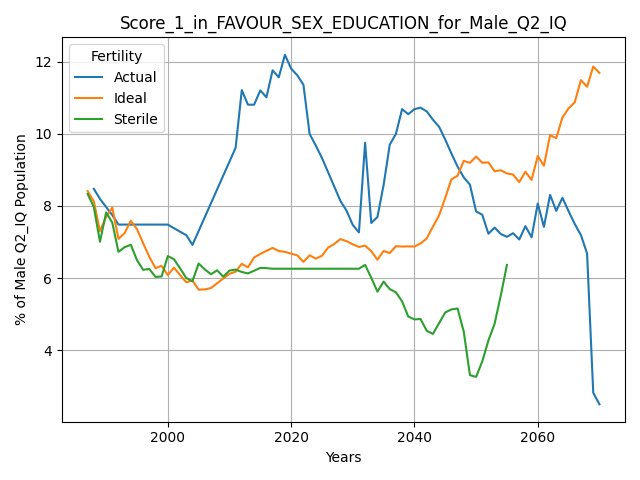 Score_1_in_FAVOUR_SEX_EDUCATION_for_Male_Q2_IQ
Fertility
Actual
Ideal
Sterile
% of Male Q2_IQ Population
12
10
8
6
4
2000
2020
2040
2060
Years